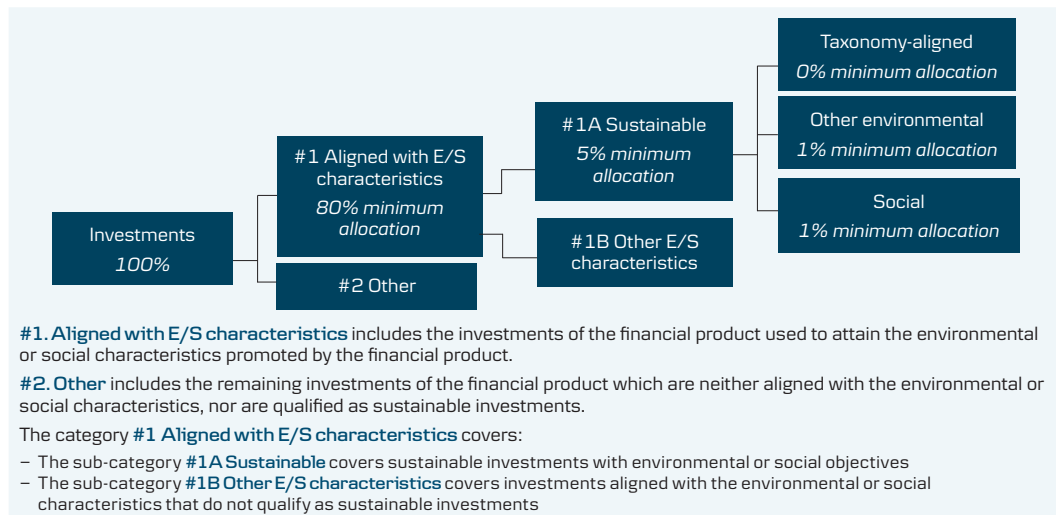 Taxonomy-aligned
0% minimum allocation
#1A Sustainable
5% minimum
allocation
Other environmental
1% minimum allocation
#1 Aligned with E/S
characteristics
80% minimum
allocation
Social
1% minimum allocation
Investments
100%
#1B Other E/S
characteristics
#2 Other
#1. Aligned with E/S characteristics includes the investments of the financial product used to attain the environmental
or social characteristics promoted by the financial product.
#2. Other includes the remaining investments of the financial product which are neither aligned with the environmental or
social characteristics, nor are qualified as sustainable investments.
The category #1 Aligned with E/S characteristics covers:
– The sub-category #1A Sustainable covers sustainable investments with environmental or social objectives
– The sub-category #1B Other E/S characteristics covers investments aligned with the environmental or social
characteristics that do not qualify as sustainable investments